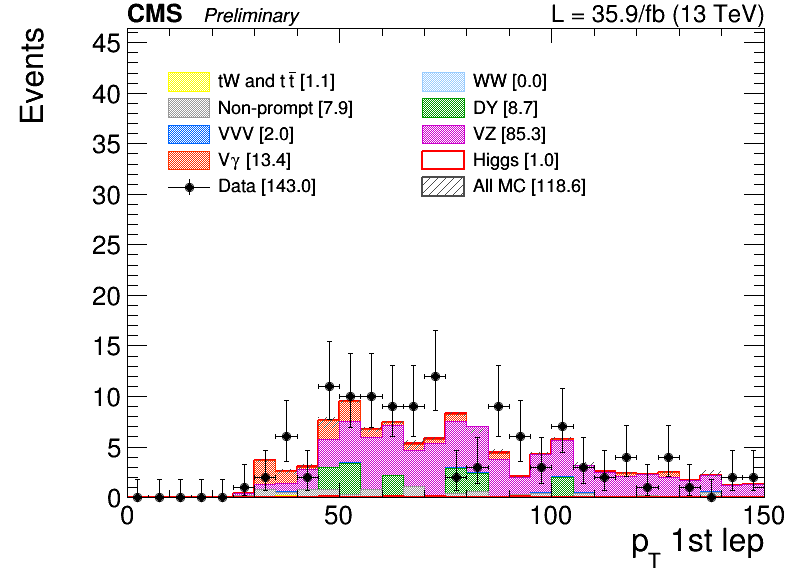 CMS Preliminary L = 35.9/fb (13 TeV)
Events
45
40
35
30
25
20
15
10
5
0
tW and t t̅ [1.1]
Non-prompt [7.9]
VVV [2.0]
Vγ [13.4]
Data [143.0]
WW [0.0]
DY [8.7]
VZ [85.3]
Higgs [1.0]
All MC [118.6]
0 50 100 150
p_T 1st lep